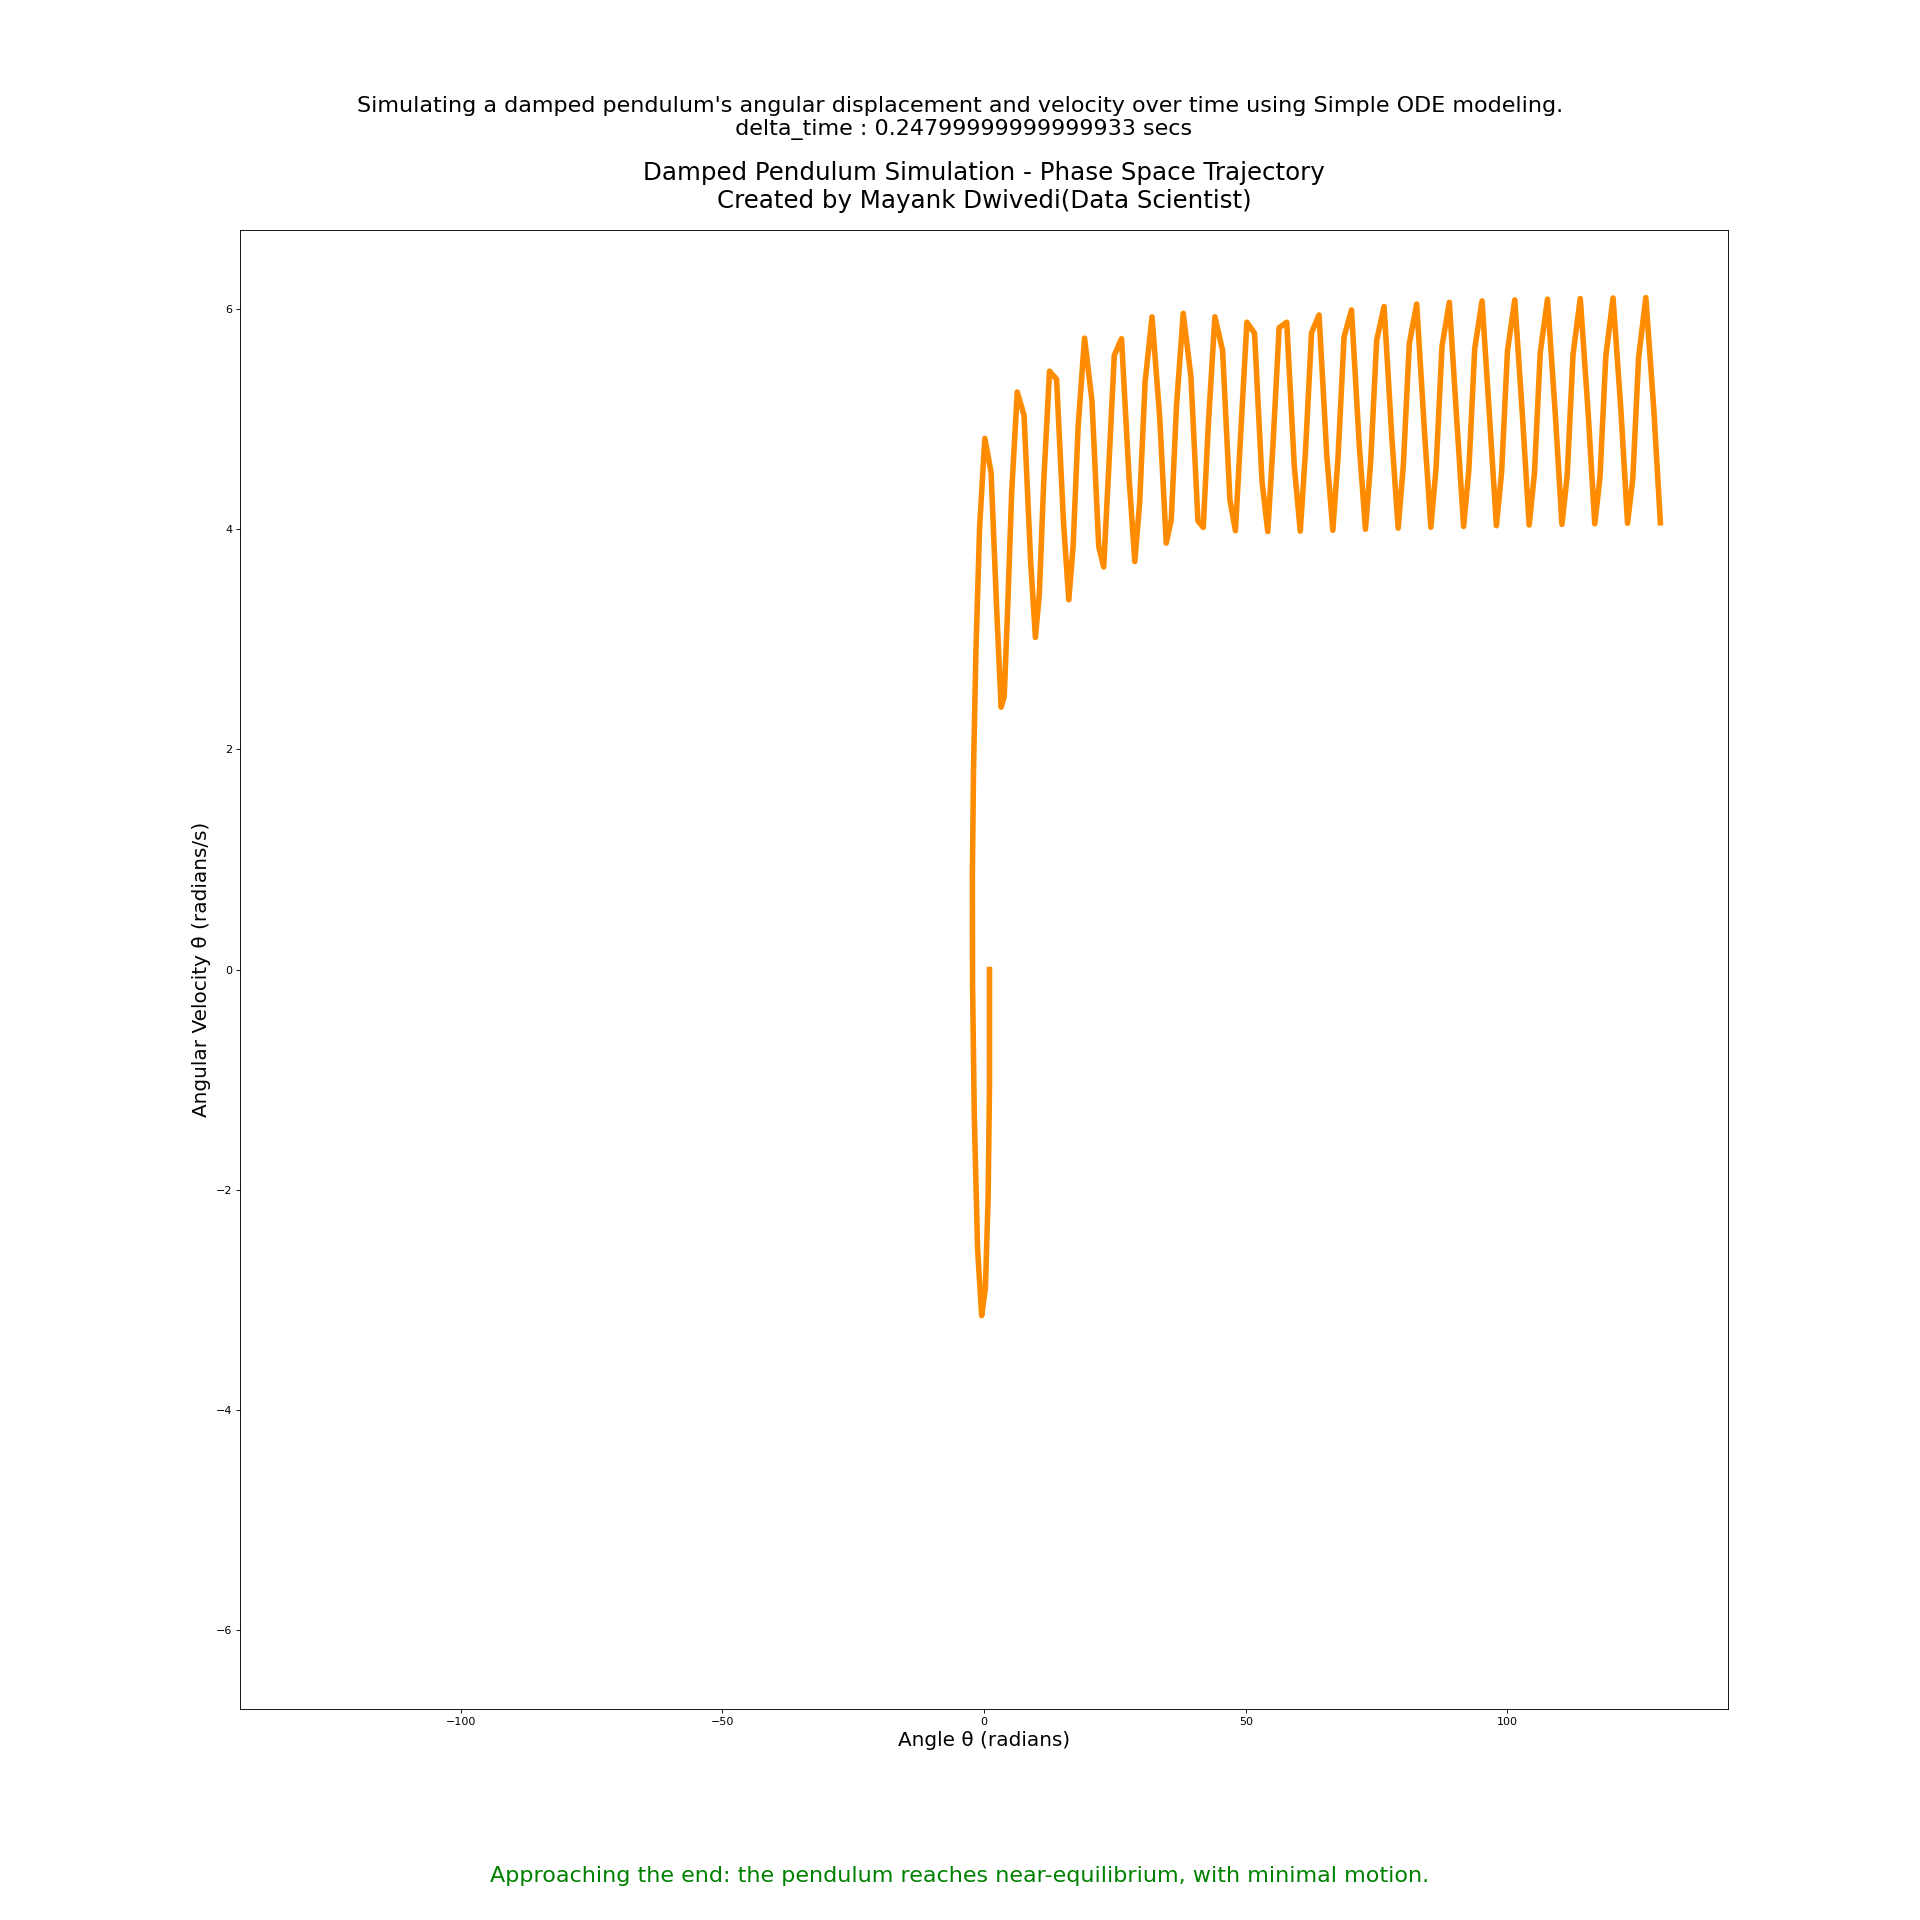 Simulating a damped pendulum's angular displacement and velocity over time using Simple ODE modeling.
delta_time : 0.24799999999999933 secs
Damped Pendulum Simulation - Phase Space Trajectory
Created by Mayank Dwivedi(Data Scientist)
6
4
2
0
−2
−4
−6
Angular Velocity θ (radians/s)
−100
−50
0
50
100
Angle θ (radians)
Approaching the end: the pendulum reaches near-equilibrium, with minimal motion.